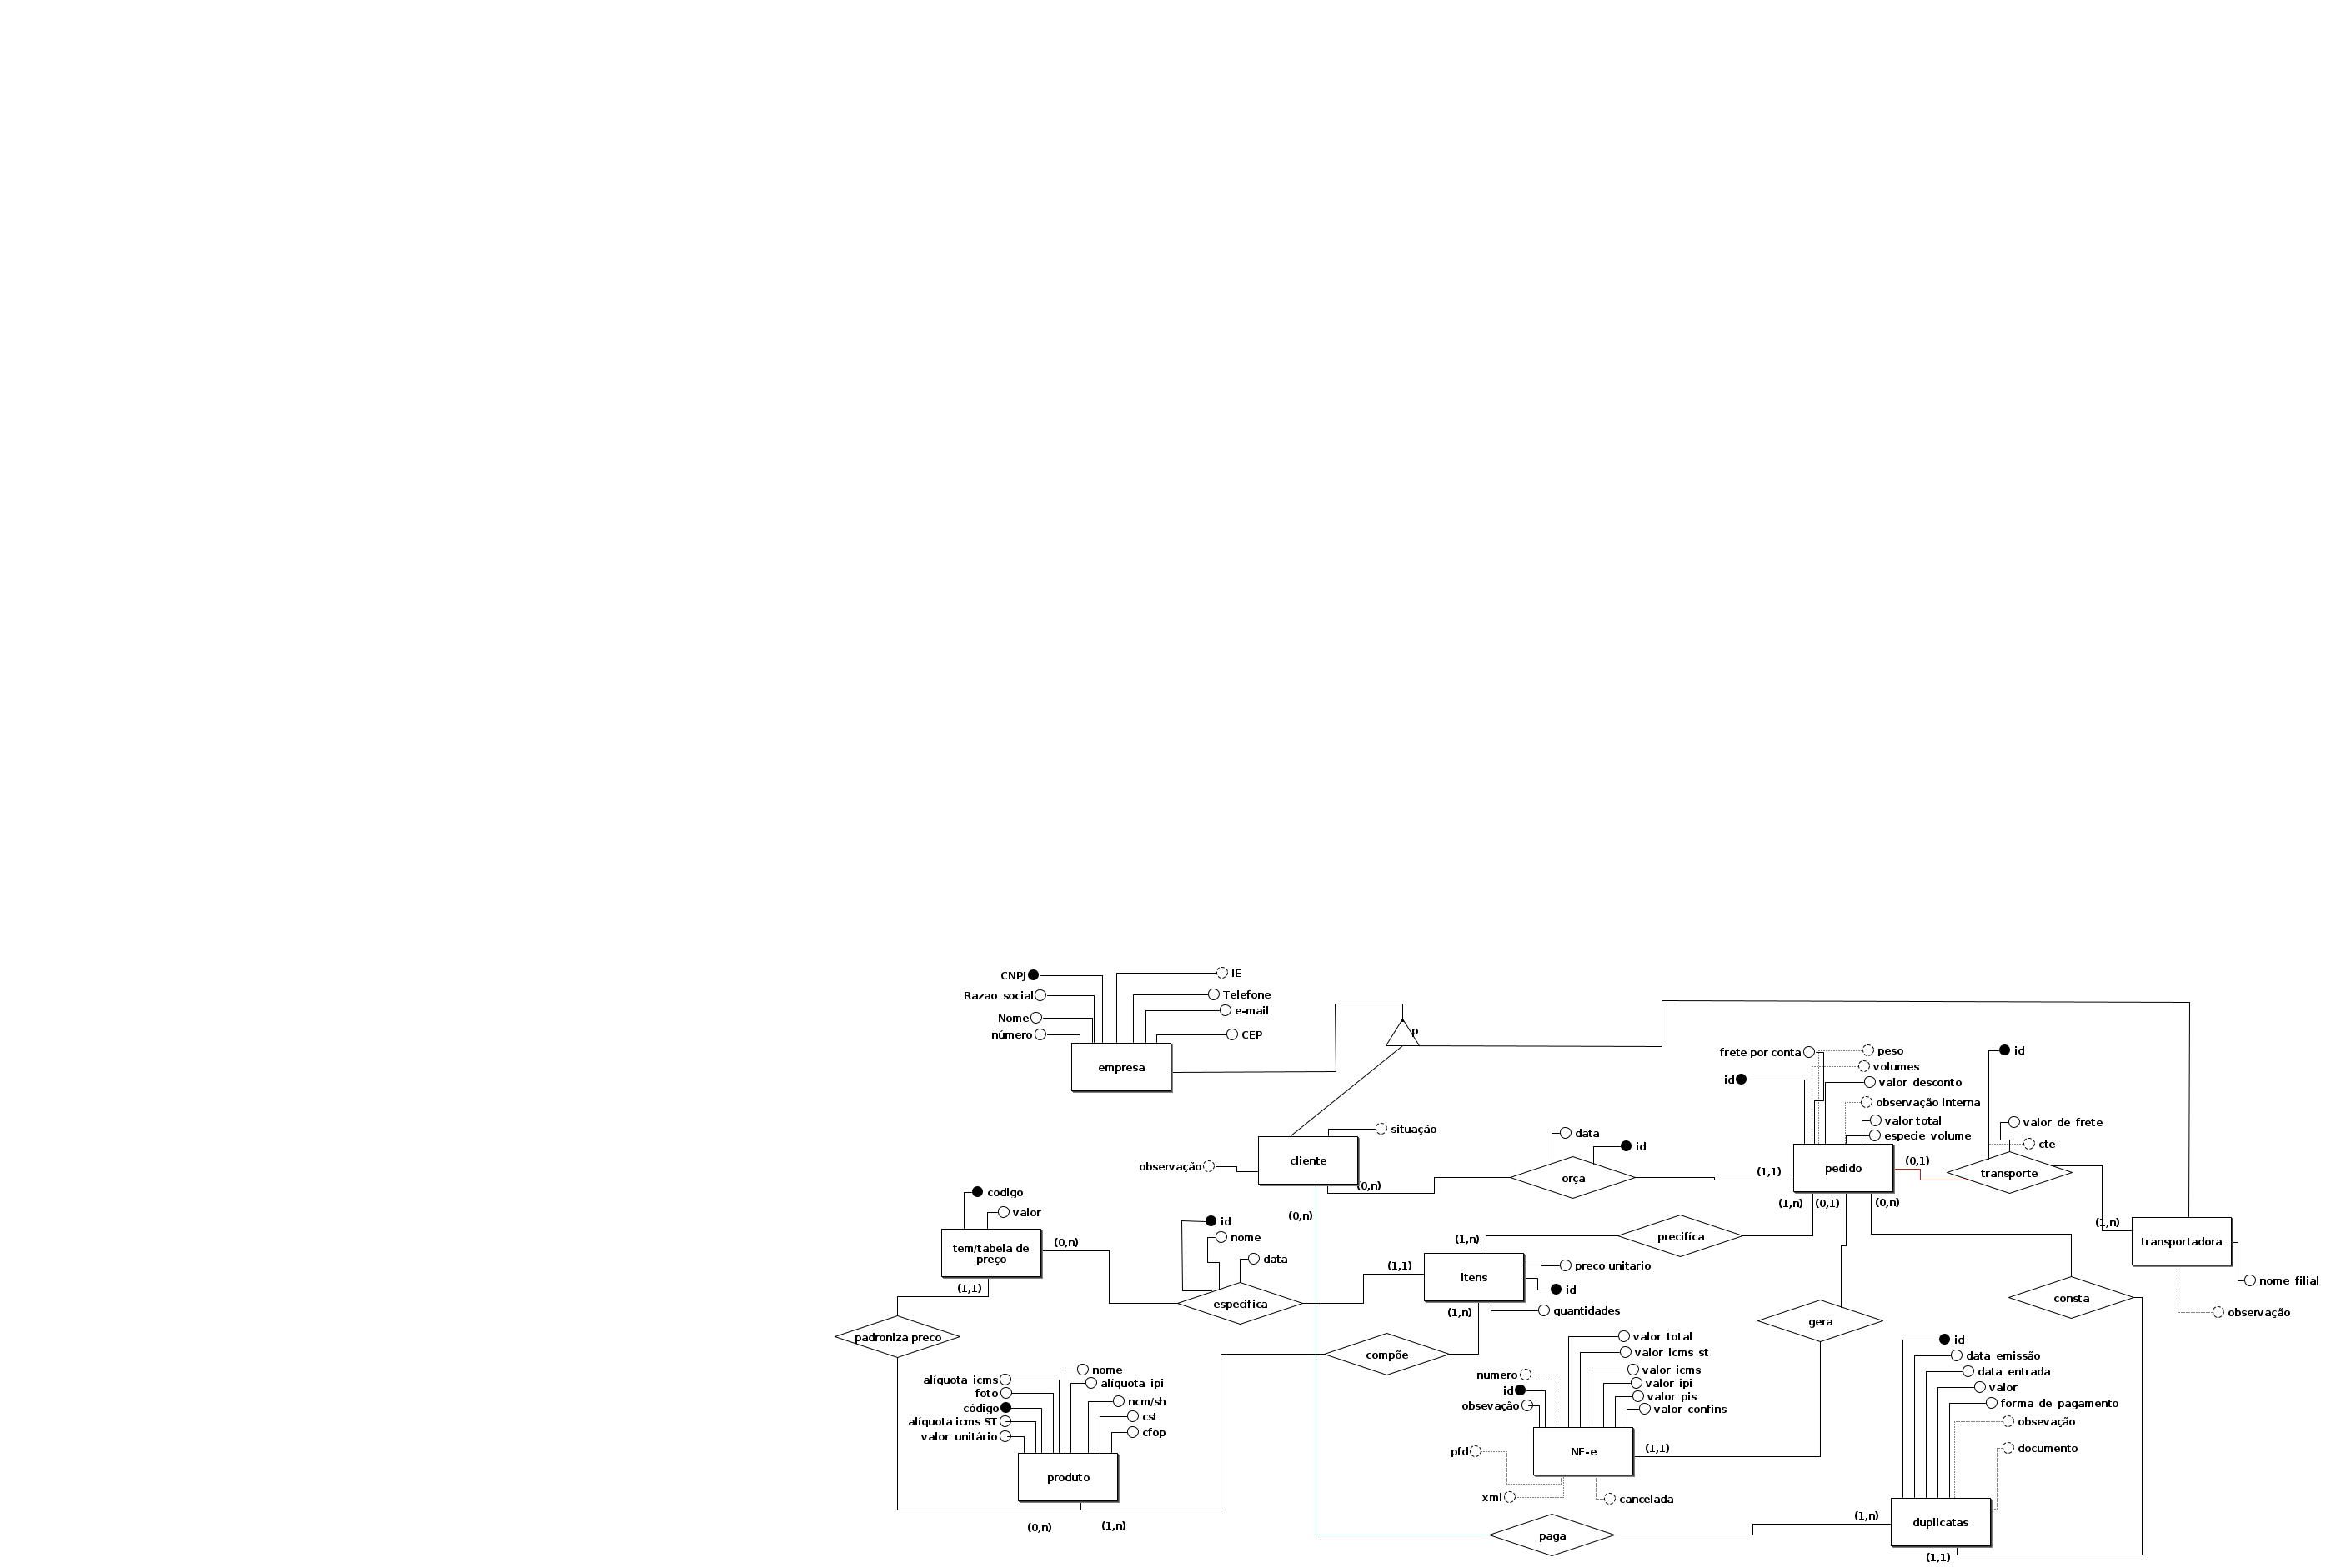 CNPJ
IE
Razao social
Telefone
e-mail
Nome
número
CEP
empresa
p
frete por conta
peso
id
volumes
id
valor desconto
observação interna
valor total
especie volume
valor de frete
cte
situação
data
id
observação
cliente
orça
(0,n)
(1,1)
pedido
(0,1)
transporte
(1,n)
(0,1)
(0,n)
codigo
valor
(0,n)
id
nome
data
tem/tabela de
preço
(0,n)
(1,n)
precifíca
(1,n)
transportadora
nome filial
observação
(1,1)
itens
preco unitario
id
quantidades
(1,1)
especifica
(1,n)
consta
gera
padroniza preco
compõe
valor total
valor icms st
valor icms
valor ipi
valor pis
valor confins
numero
id
obsevação
id
data emissão
data entrada
valor
forma de pagamento
obsevação
documento
nome
alíquota icms
alíquota ipi
foto
ncm/sh
código
cst
alíquota icms ST
cfop
valor unitário
produto
pfd
NF-e
(1,1)
xml
cancelada
(0,n)
(1,n)
paga
(1,n)
duplicatas
(1,1)